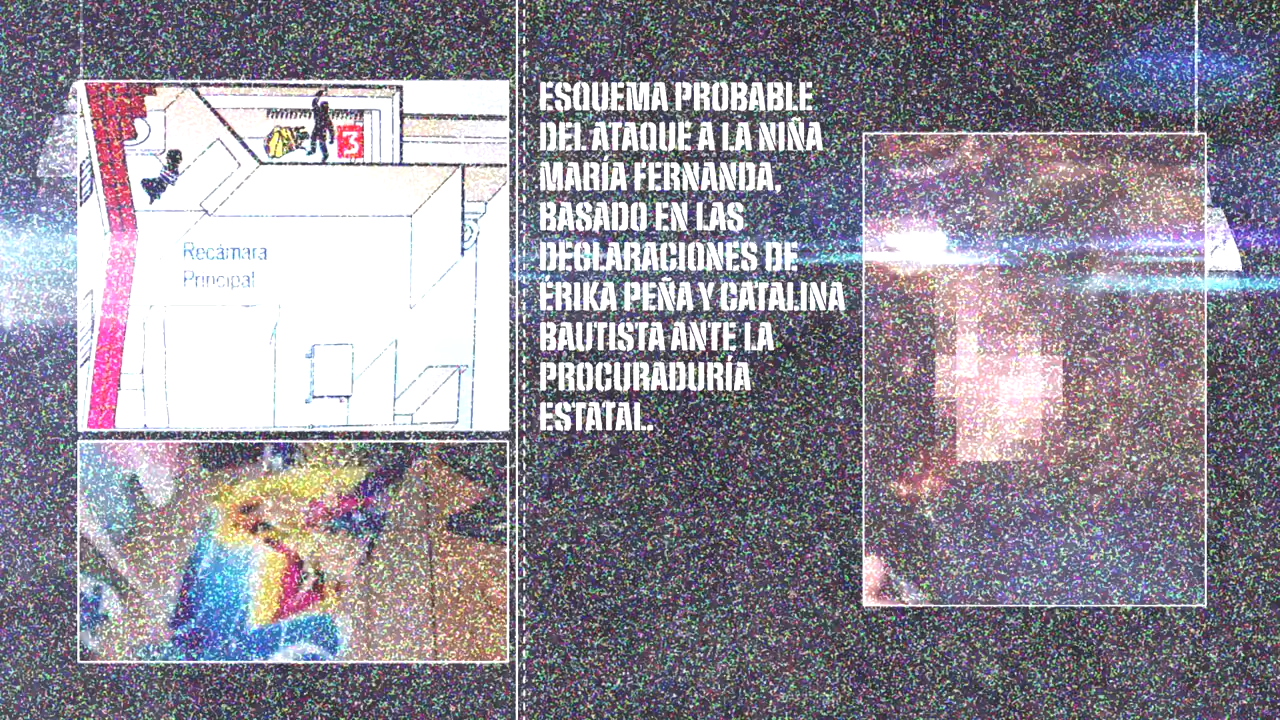 3
Recámara
Principal
ESQUEMA PROBABLE
DEL ATAQUE A LA NIÑA
MARÍA FERNANDA,
BASADO EN LAS
DECLARACIONES DE
ÉRIKA PEÑA Y CATALINA
BAUTISTA ANTE LA
PROCURADURÍA
ESTATAL.